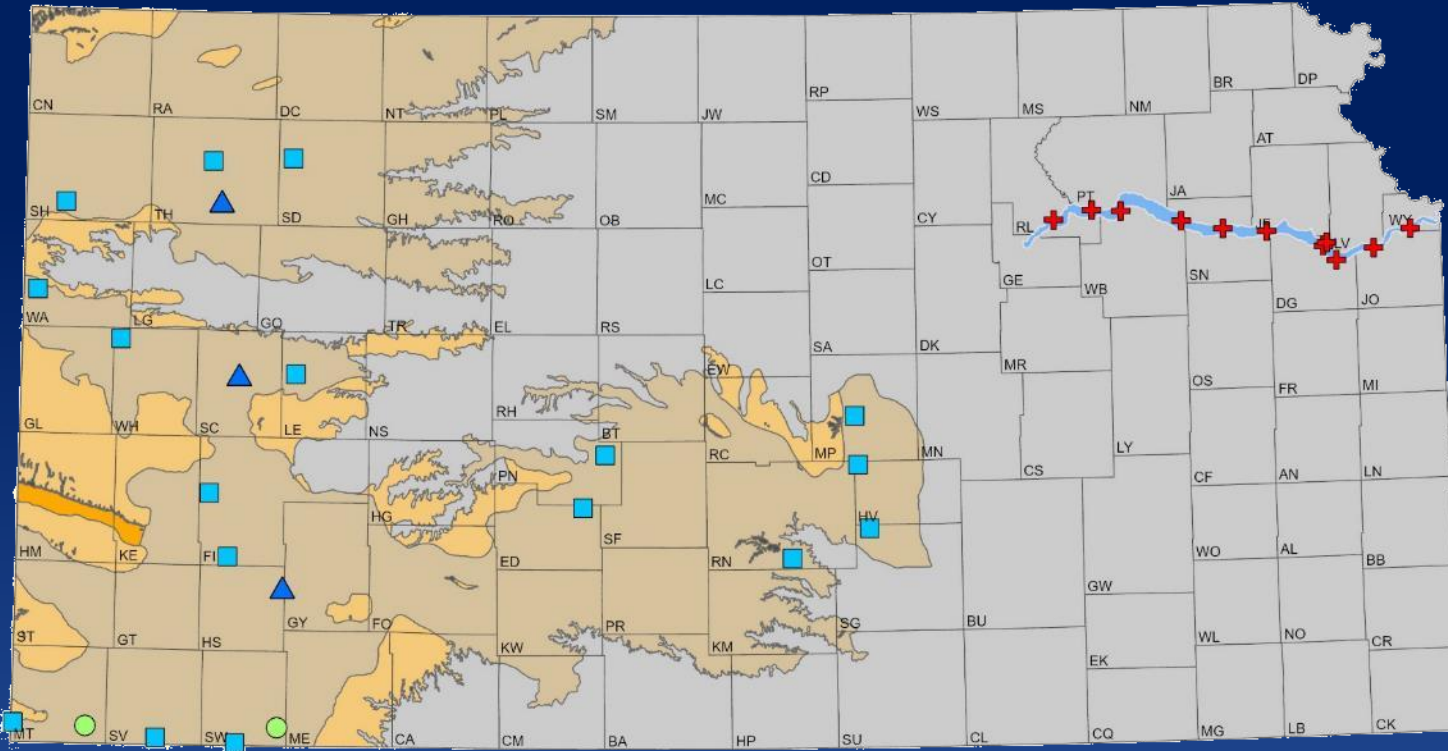 CN RA DC NT PL SM JW RP WS MS NM BR DP
AT
SH TH SD GH RO OB MC CD CY RL PT JA JF LV WY
WA LG GO TR EL RS LC OT GE WB SN DG JO
GL WH SC LE NS RH BT EW SA DK MR OS FR MI
HM KE FI HG PN SF RC MP MN CS LY CF AN LN
ED RN HV WO AL BB
ST GT HS GY FO KW PR KM SG BU GW WL NO CR
EK
MT SV SW ME CA CM BA HP SU CL CQ MG LB CK